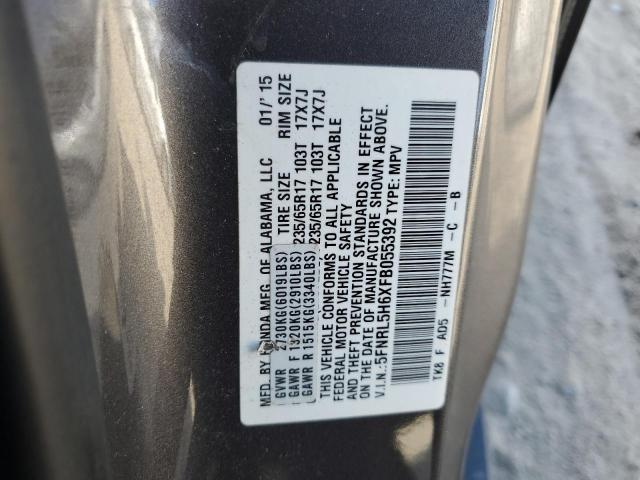 MFD. BY HONDA MFG. OF ALABAMA, LLC 01/'15
TIRE SIZE RIM SIZE
GVWR 2730KG(6019LBS)
GAWR F 1320KG(2910LBS) 235/65R17 103T 17X7J
GAWR R 1515KG(3340LBS) 235/65R17 103T 17X7J
THIS VEHICLE CONFORMS TO ALL APPLICABLE
FEDERAL MOTOR VEHICLE SAFETY
AND THEFT PREVENTION STANDARDS IN EFFECT
ON THE DATE OF MANUFACTURE SHOWN ABOVE.
V.I.N.: 5FNRL5H6XFB055392 TYPE: MPV
TK8 F AD5 - NH777M - C - B